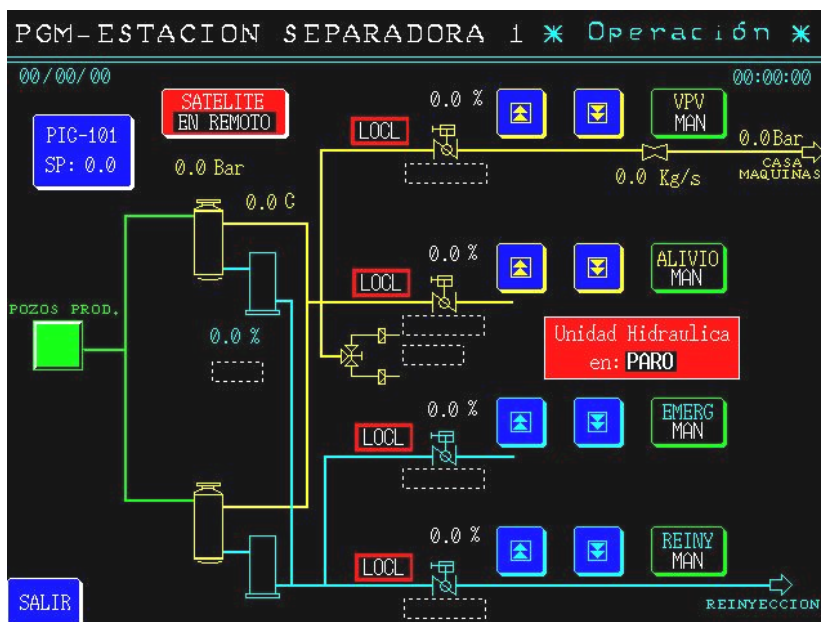 PGM-ESTACION SEPARADORA 1 * Operación *
00/00/00
00:00:00
PIC-101
SP: 0.0
SATELITE
EN REMOTO
0.0 Bar
0.0 C
LOCL
0.0 %
VPV
MAN
0.0Bar
CASA
MAQUINAS
0.0 Kg/s
LOCL
0.0 %
ALIVIO
MAN
POZOS PROD.
0.0 %
Unidad Hidraulica
en: PARO
LOCL
0.0 %
EMERG
MAN
LOCL
0.0 %
REINY
MAN
REINYECCION
SALIR